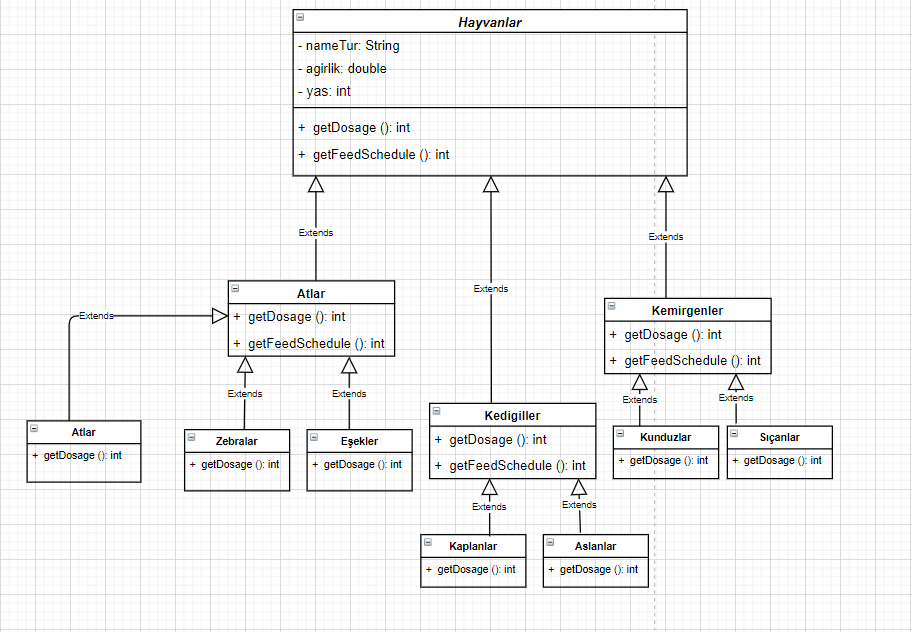 Hayvanlar
- nameTur: String
- agirlik: double
- yas: int
+ getDosage (): int
+ getFeedSchedule (): int
Extends
Extends
Extends
Atlar
+ getDosage (): int
+ getFeedSchedule (): int
Kemirgenler
+ getDosage (): int
+ getFeedSchedule (): int
Extends
Extends
Extends
Extends
Extends
Atlar
+ getDosage (): int
Zebralar
+ getDosage (): int
Eşekler
+ getDosage (): int
Kedigiller
+ getDosage (): int
+ getFeedSchedule (): int
Kunduzlar
+ getDosage (): int
Sıçanlar
+ getDosage (): int
Extends
Extends
Kaplanlar
+ getDosage (): int
Aslanlar
+ getDosage (): int